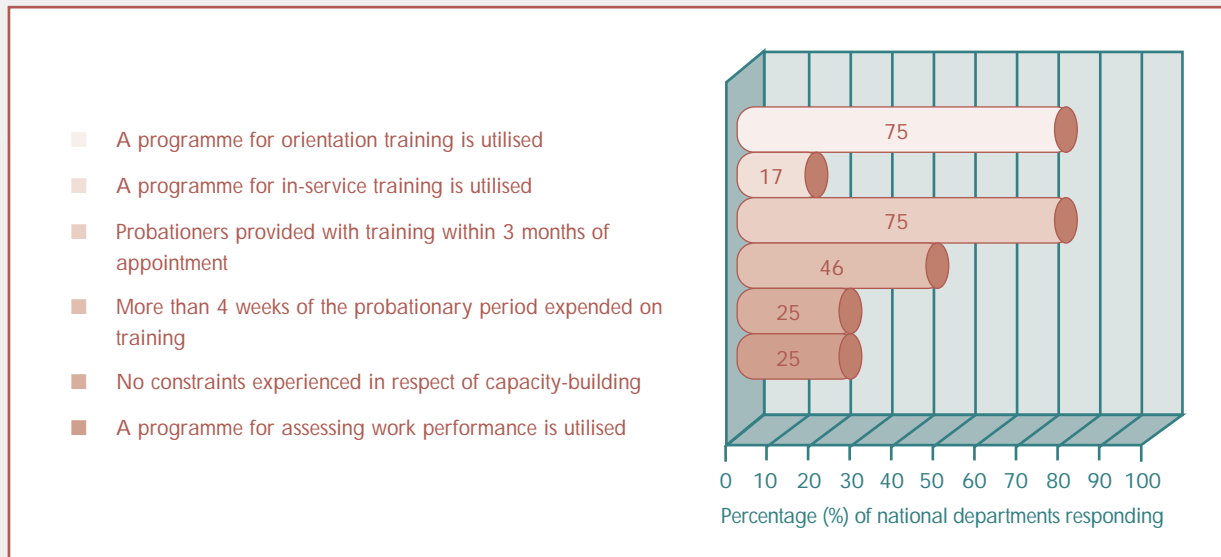 A programme for orientation training is utilised
A programme for in-service training is utilised
Probationers provided with training within 3 months of
appointment
More than 4 weeks of the probationary period expended on
training
No constraints experienced in respect of capacity-building
A programme for assessing work performance is utilised
75
17
75
46
25
25
0 10 20 30 40 50 60 70 80 90 100
Percentage (%) of national departments responding